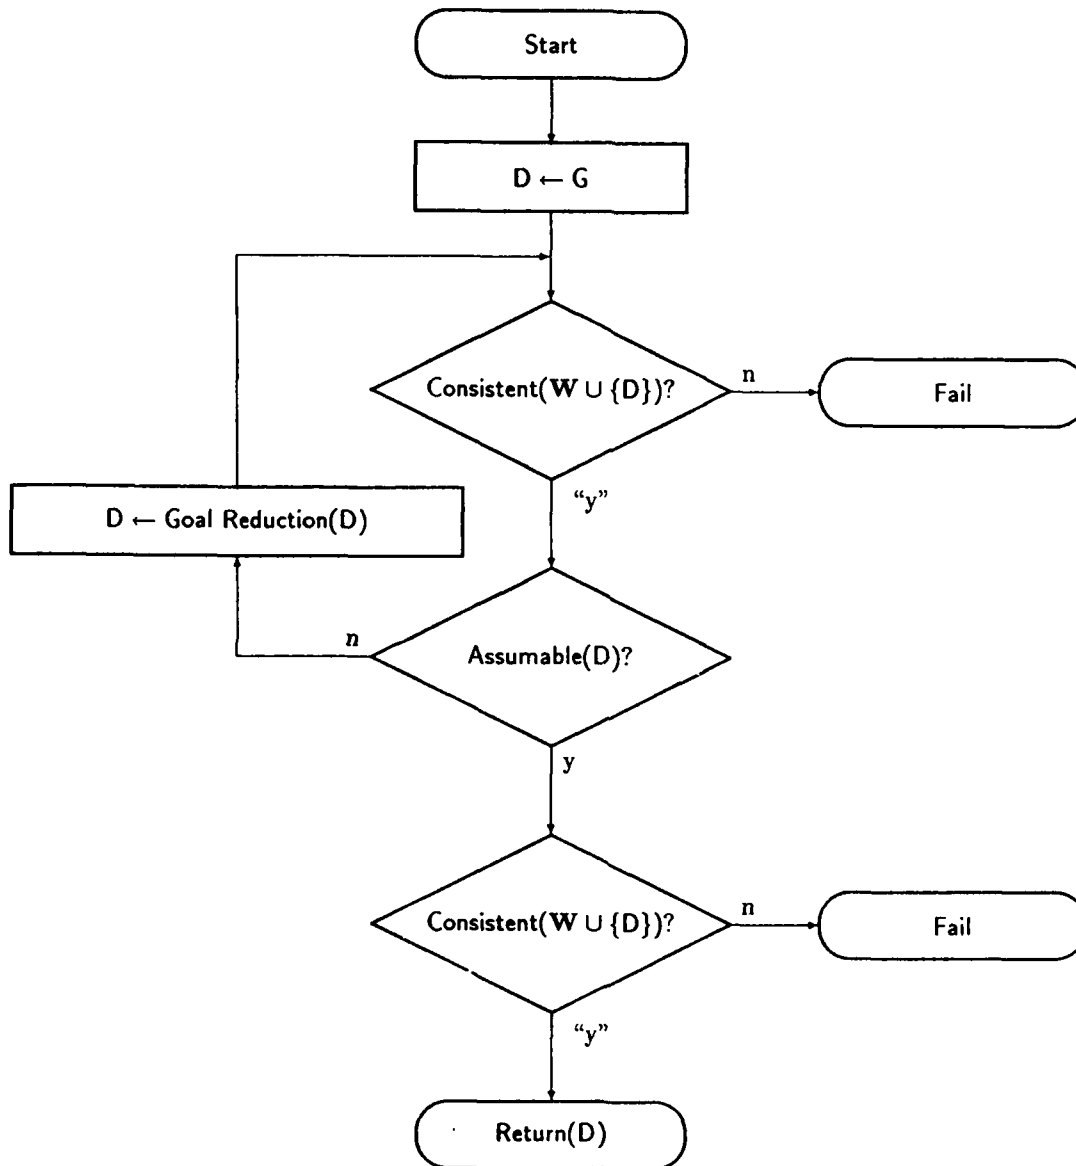 Start
D ← G
Consistent(W ∪ {D})?
n
Fail
“y”
D ← Goal Reduction(D)
n
Assumable(D)?
y
Consistent(W ∪ {D})?
n
Fail
“y”
Return(D)